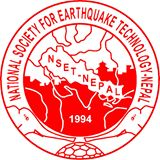 NATIONAL SOCIETY FOR EARTHQUAKE TECHNOLOGY-NEPAL
NSET-NEPAL
1994